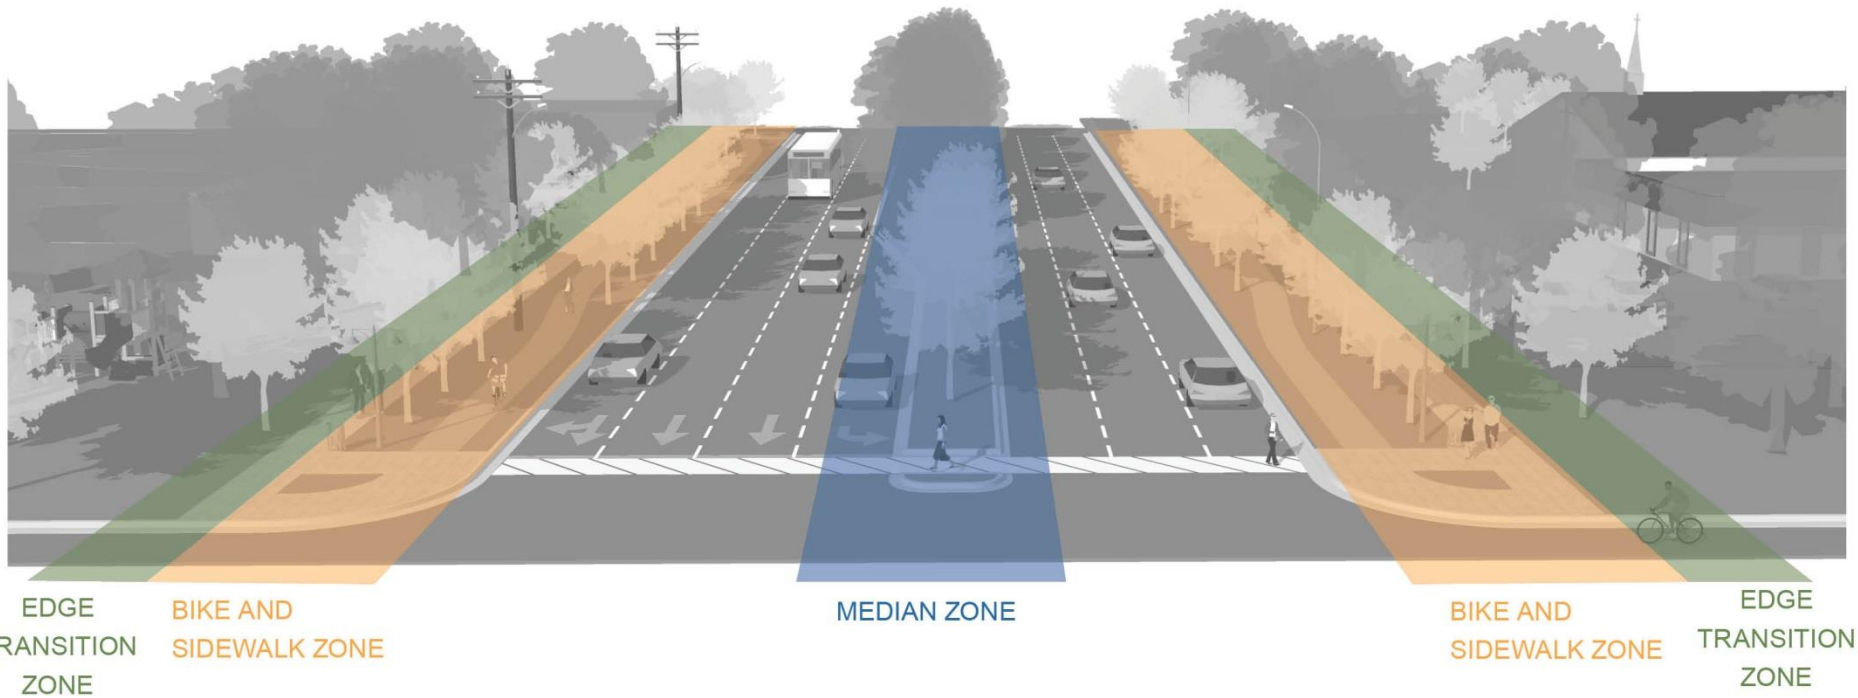 EDGE
RANSITION
ZONE
BIKE AND
SIDEWALK ZONE
MEDIAN ZONE
BIKE AND
SIDEWALK ZONE
EDGE
TRANSITION
ZONE